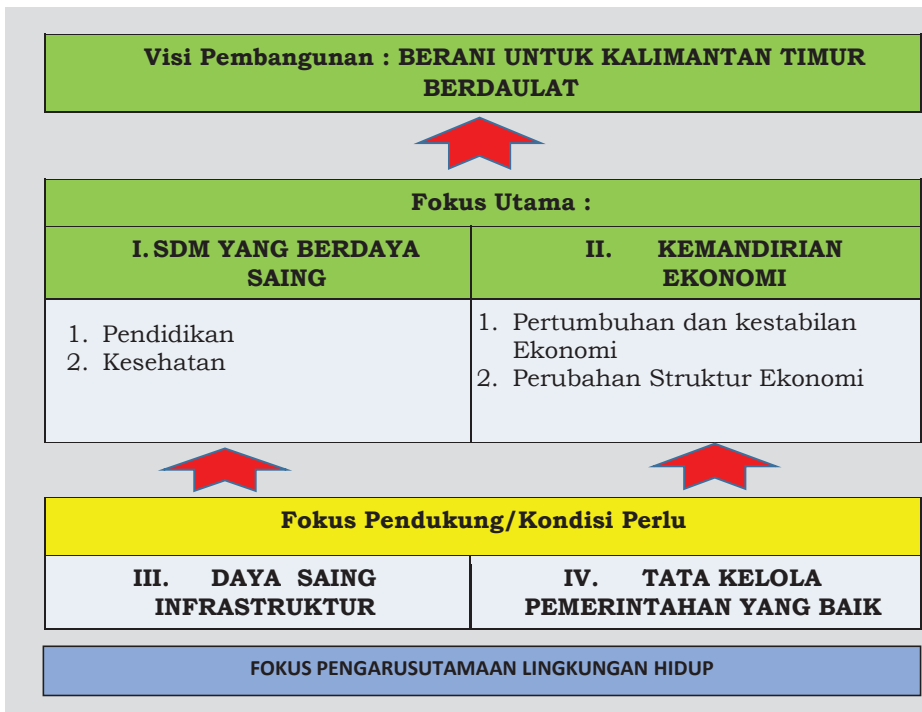 Visi Pembangunan : BERANI UNTUK KALIMANTAN TIMUR
BERDAULAT
Fokus Utama :
I. SDM YANG BERDAYA
SAING
II. KEMANDIRIAN
EKONOMI
1. Pendidikan
2. Kesehatan
1. Pertumbuhan dan kestabilan
Ekonomi
2. Perubahan Struktur Ekonomi
Fokus Pendukung/Kondisi Perlu
III. DAYA SAING
INFRASTRUKTUR
IV. TATA KELOLA
PEMERINTAHAN YANG BAIK
FOKUS PENGARUSUTAMAAN LINGKUNGAN HIDUP